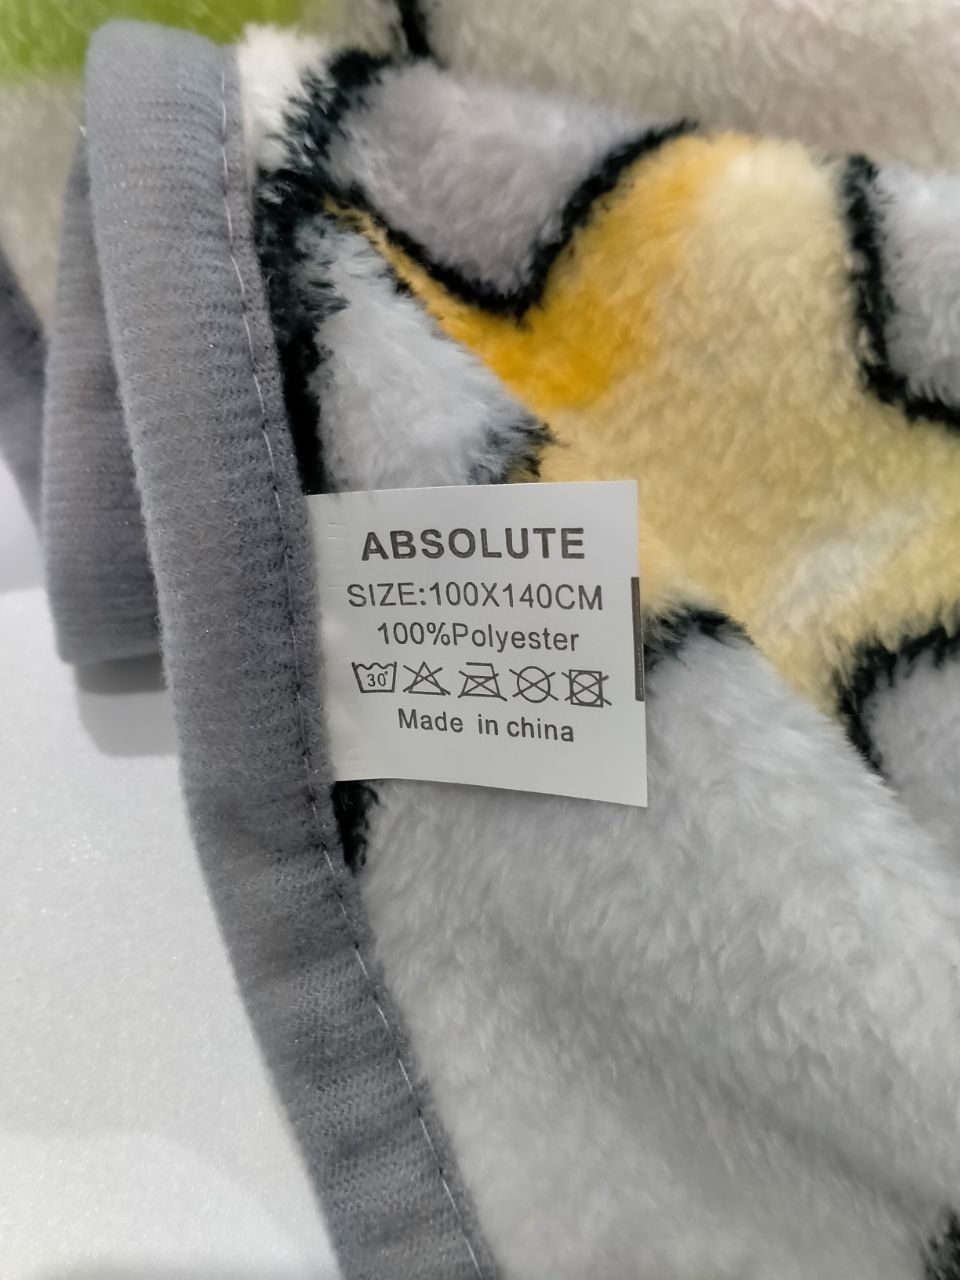 ABSOLUTE
SIZE:100X140CM
100%Polyester
30°
Made in china